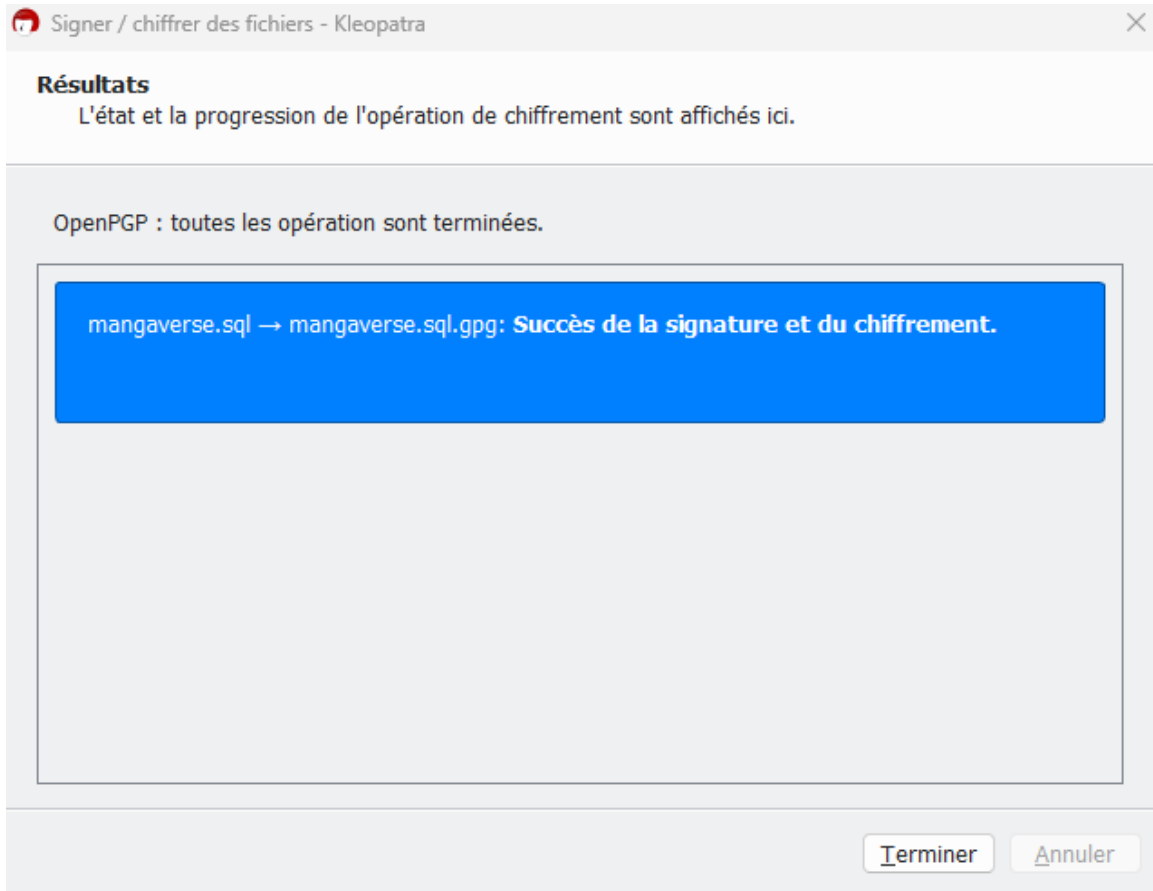 Signer / chiffrer des fichiers - Kleopatra
Résultats
L'état et la progression de l'opération de chiffrement sont affichés ici.
OpenPGP : toutes les opération sont terminées.
mangaverse.sql → mangaverse.sql.gpg: Succès de la signature et du chiffrement.
Terminer
Annuler